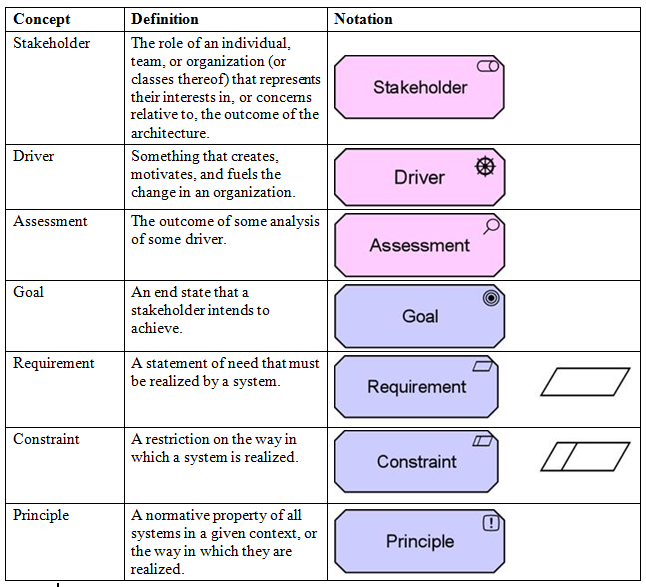 Concept Definition Notation
Stakeholder The role of an individual,
team, or organization (or
classes thereof) that represents
their interests in, or concerns
relative to, the outcome of the
architecture.
Stakeholder
Driver Something that creates,
motivates, and fuels the
change in an organization.
Driver
Assessment The outcome of some analysis
of some driver.
Assessment
Goal An end state that a
stakeholder intends to
achieve.
Goal
Requirement A statement of need that must
be realized by a system.
Requirement
Constraint A restriction on the way in
which a system is realized.
Constraint
Principle A normative property of all
systems in a given context, or
the way in which they are
realized.
Principle